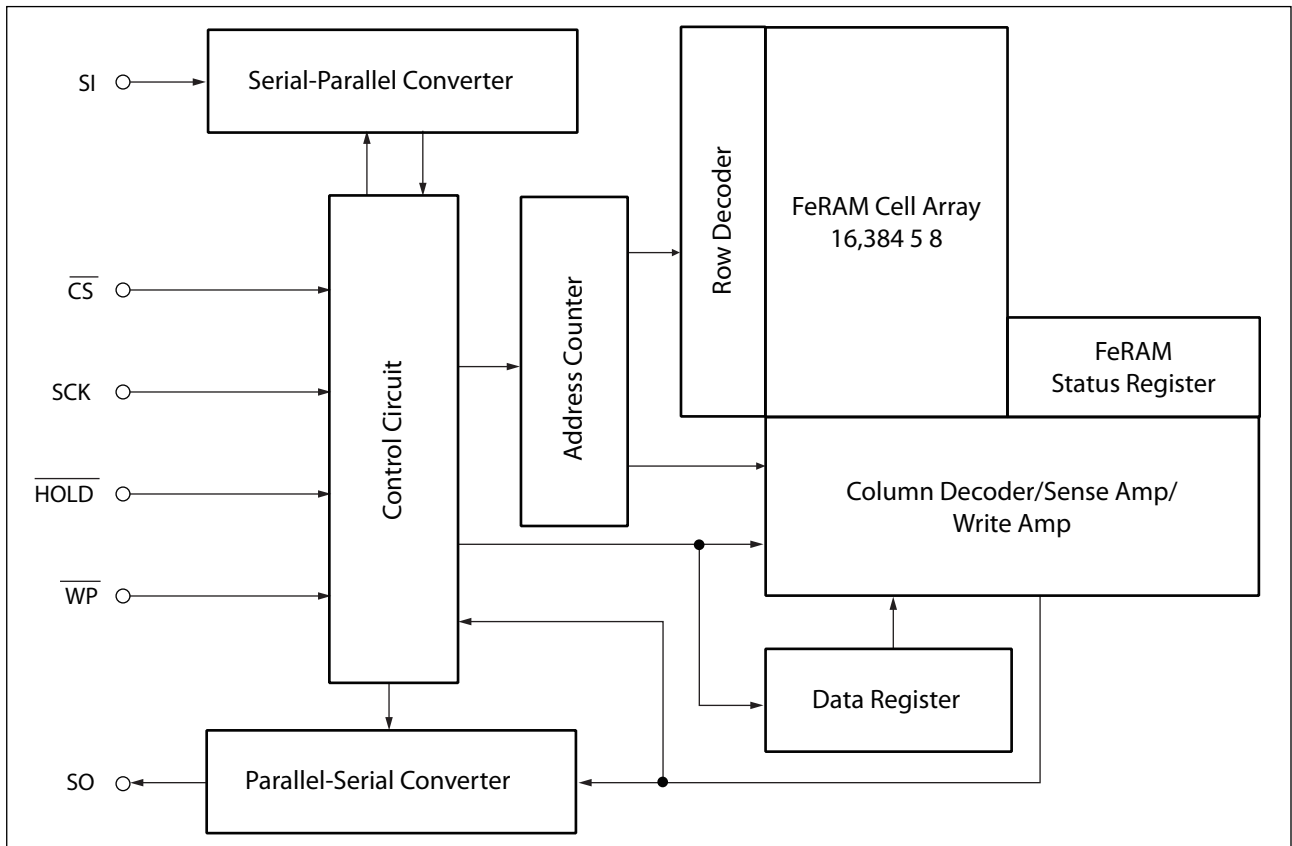 SI
Serial-Parallel Converter
CS
SCK
HOLD
WP
SO
Control Circuit
Address Counter
Row Decoder
FeRAM Cell Array
16,384 5 8
FeRAM
Status Register
Column Decoder/Sense Amp/
Write Amp
Data Register
Parallel-Serial Converter